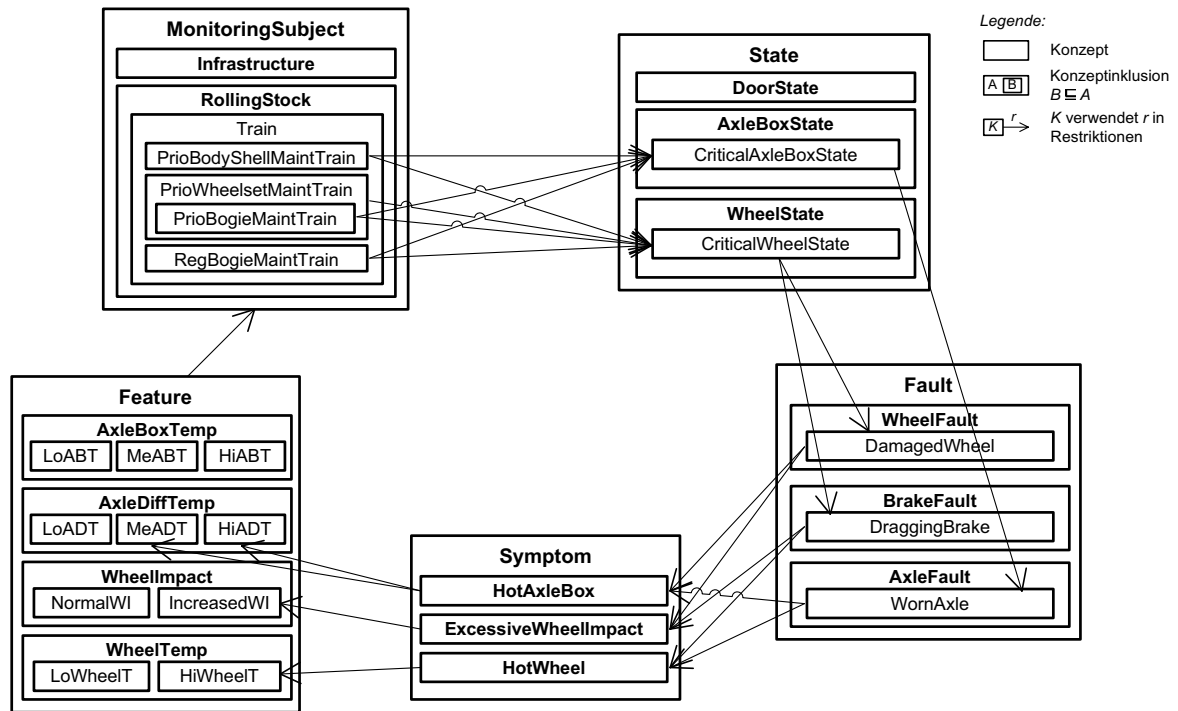 MonitoringSubject
Infrastructure
RollingStock
Train
PrioBodyShellMaintTrain
PrioWheelsetMaintTrain
PrioBogieMaintTrain
RegBogieMaintTrain
State
DoorState
AxleBoxState
CriticalAxleBoxState
WheelState
CriticalWheelState
Legende:
Konzept
A B Konzeptinklusion
B ⊑ A
K r K verwendet r in
Restriktionen
Feature
AxleBoxTemp
LoABT MeABT HiABT
AxleDiffTemp
LoADT MeADT HiADT
WheelImpact
NormalWI IncreasedWI
WheelTemp
LoWheelT HiWheelT
Symptom
HotAxleBox
ExcessiveWheelImpact
HotWheel
Fault
WheelFault
DamagedWheel
BrakeFault
DraggingBrake
AxleFault
WornAxle